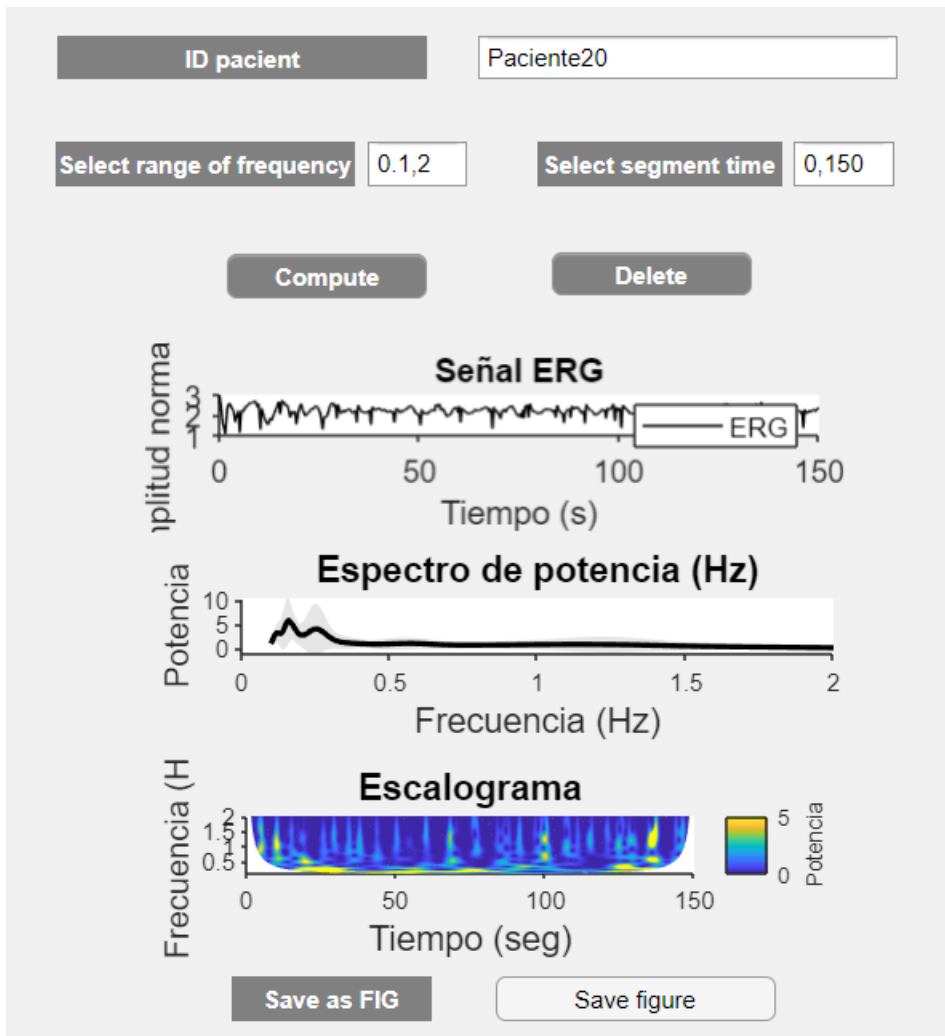 ID pacient
Paciente20
Select range of frequency
0.1,2
Select segment time
0,150
Compute
Delete
Señal ERG
nplitud norma
3
2
1
ERG
0 50 100 150
Tiempo (s)
Espectro de potencia (Hz)
Potencia
10
5
0
0 0.5 1 1.5 2
Frecuencia (Hz)
Escalograma
Frecuencia (H
2
1.5
1
0.5
0 50 100 150
Tiempo (seg)
5
0
Potencia
Save as FIG
Save figure